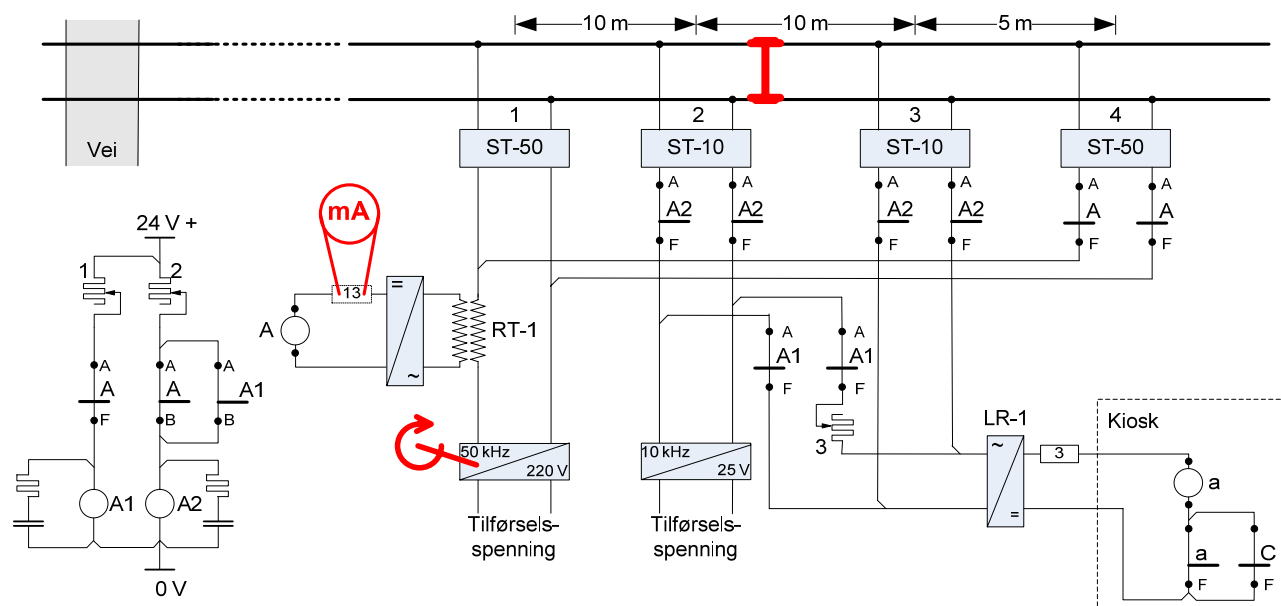 10 m
10 m
5 m
Vei
1
ST-50
2
ST-10
3
ST-10
4
ST-50
A
A
A
A
A
A
A2
A2
A2
A2
A
A
F
F
F
F
F
F
mA
24 V +
1
2
13
=
~
A
RT-1
A
A
A1
A1
F
F
A
A
A
A
A
A1
F
B
B
3
LR-1
~
=
3
Kiosk
50 kHz
220 V
10 kHz
25 V
A1
A2
a
a
C
F
F
Tilførsels-
spenning
Tilførsels-
spenning
0 V